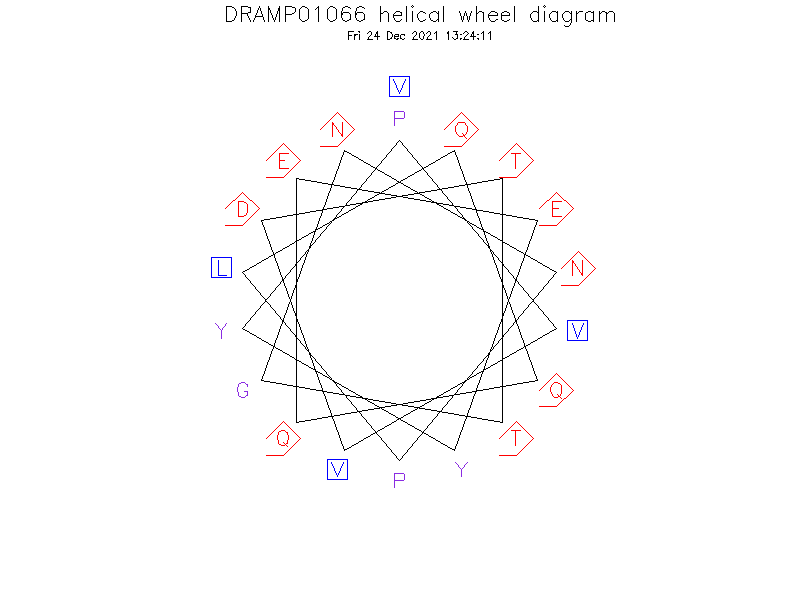 DRAMP01066 helical wheel diagram
Fri 24 Dec 2021 13:24:11
V
P
N Q
E T
D E
L N
Y V
G Q
Q T
V Y
P